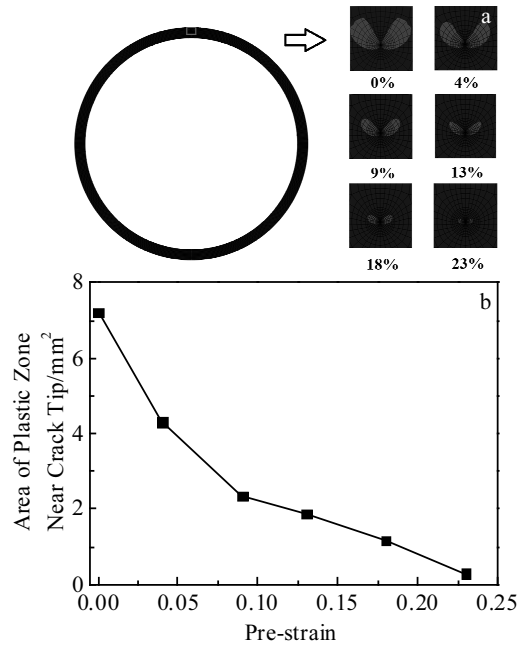 a
0% 4%
9% 13%
18% 23%
b
Area of Plastic Zone
Near Crack Tip/mm²
8
6
4
2
0
0.00 0.05 0.10 0.15 0.20 0.25
Pre-strain